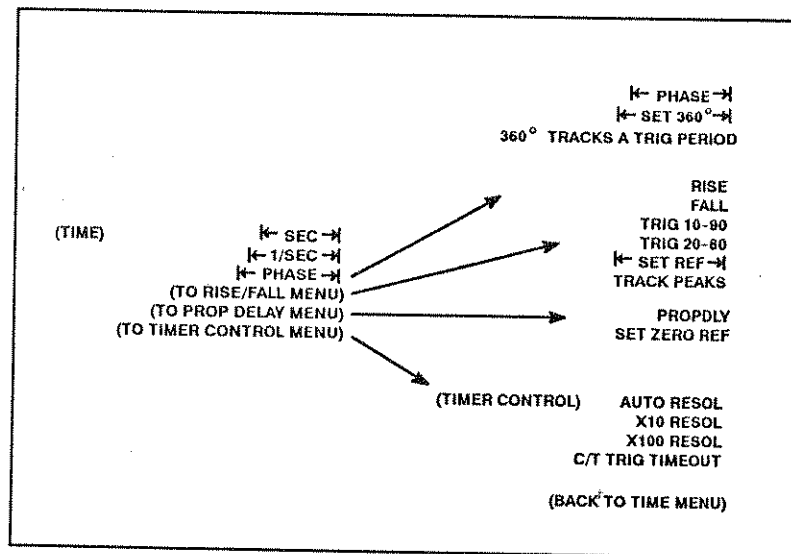 |← PHASE →|
|← SET 360° →|
360° TRACKS A TRIG PERIOD
RISE
FALL
(TIME)
|← SEC →|
TRIG 10-90
|← 1/SEC →|
TRIG 20-80
|← PHASE →|
|← SET REF →|
(TO RISE/FALL MENU)
TRACK PEAKS
(TO PROP DELAY MENU)
PROPDLY
(TO TIMER CONTROL MENU)
SET ZERO REF
(TIMER CONTROL)
AUTO RESOL
X10 RESOL
X100 RESOL
C/T TRIG TIMEOUT
(BACK TO TIME MENU)